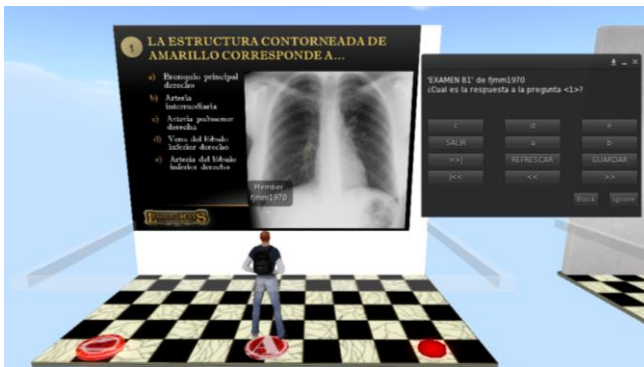 1
LA ESTRUCTURA CONTORNEADA DE
AMARILLO CORRESPONDE A...
a) Bronquio principal
derecho
b) Arteria
intermediaria
c) Arteria pulmonar
derecha
d) Vena del lóbulo
inferior derecho
e) Arteria del lóbulo
inferior derecho
Member
fjmm1970
'EXAMEN B1' de fjmm1970
¿Cual es la respuesta a la pregunta <1>?
c d e
SALIR a b
>>| REFRESCAR GUARDAR
|<< << >>
Block Ignore
A